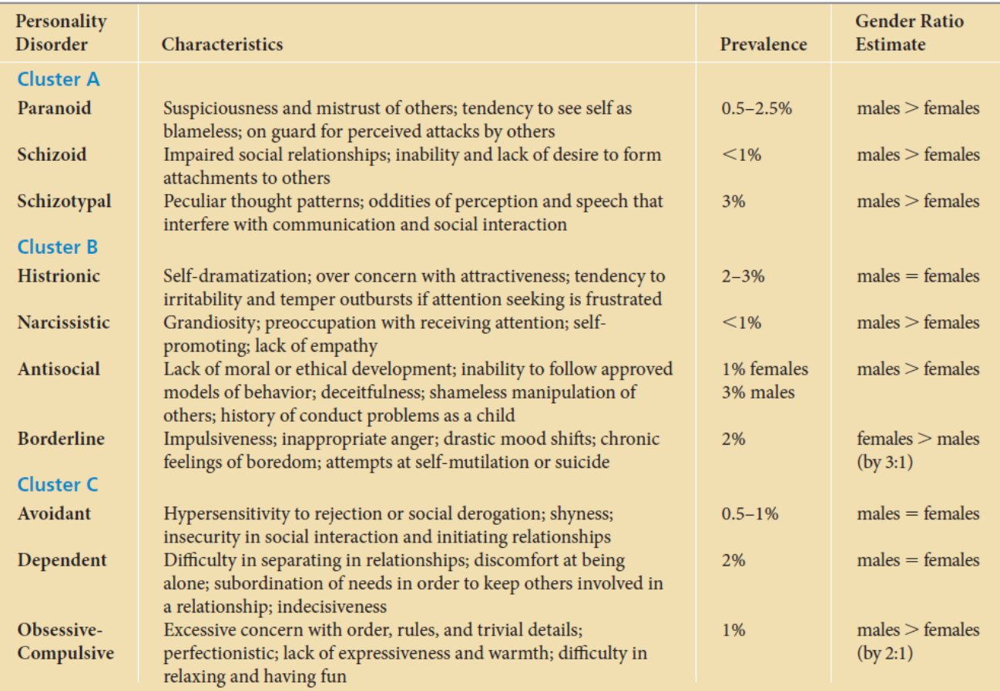 Personality Disorder	Characteristics	Prevalence	Gender Ratio Estimate
Cluster A
Paranoid	Suspiciousness and mistrust of others; tendency to see self as	0.5–2.5%	males > females
blameless; on guard for perceived attacks by others
Schizoid	Impaired social relationships; inability and lack of desire to form	<1%	males > females
attachments to others
Schizotypal	Peculiar thought patterns; oddities of perception and speech that	3%	males > females
interfere with communication and social interaction
Cluster B
Histrionic	Self-dramatization; over concern with attractiveness; tendency to	2–3%	males = females
irritability and temper outbursts if attention seeking is frustrated
Narcissistic	Grandiosity; preoccupation with receiving attention; self-	<1%	males > females
promoting; lack of empathy
Antisocial	Lack of moral or ethical development; inability to follow approved	1% females	males > females
models of behavior; deceitfulness; shameless manipulation of	3% males
others; history of conduct problems as a child
Borderline	Impulsiveness; inappropriate anger; drastic mood shifts; chronic	2%	females > males
feelings of boredom; attempts at self-mutilation or suicide	(by 3:1)
Cluster C
Avoidant	Hypersensitivity to rejection or social derogation; shyness;	0.5–1%	males = females
insecurity in social interaction and initiating relationships
Dependent	Difficulty in separating in relationships; discomfort at being	2%	males = females
alone; subordination of needs in order to keep others involved in
a relationship; indecisiveness
Obsessive-	Excessive concern with order, rules, and trivial details;	1%	males > females
Compulsive	perfectionistic; lack of expressiveness and warmth; difficulty in	(by 2:1)
relaxing and having fun